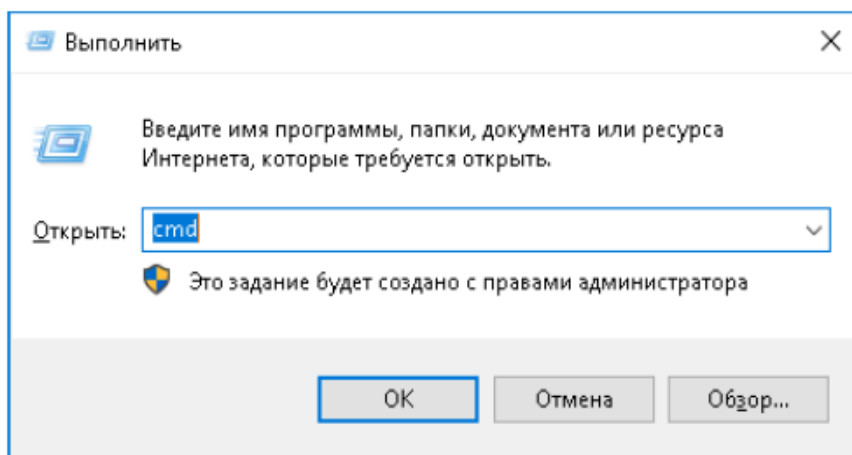 Выполнить
Введите имя программы, папки, документа или ресурса
Интернета, которые требуется открыть.
Открыть: cmd
Это задание будет создано с правами администратора
OK Отмена Обзор...